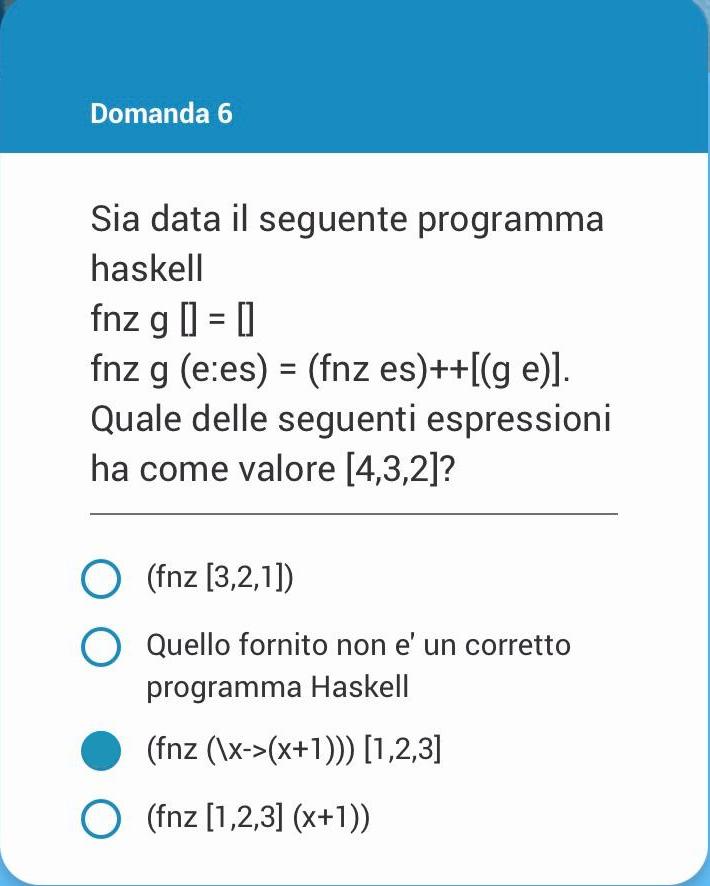 Domanda 6
Sia data il seguente programma
haskell
fnz g [] = []
fnz g (e:es) = (fnz es)++[(g e)].
Quale delle seguenti espressioni
ha come valore [4,3,2]?
(fnz [3,2,1])
Quello fornito non e' un corretto
programma Haskell
(fnz (\x->(x+1))) [1,2,3]
(fnz [1,2,3] (x+1))